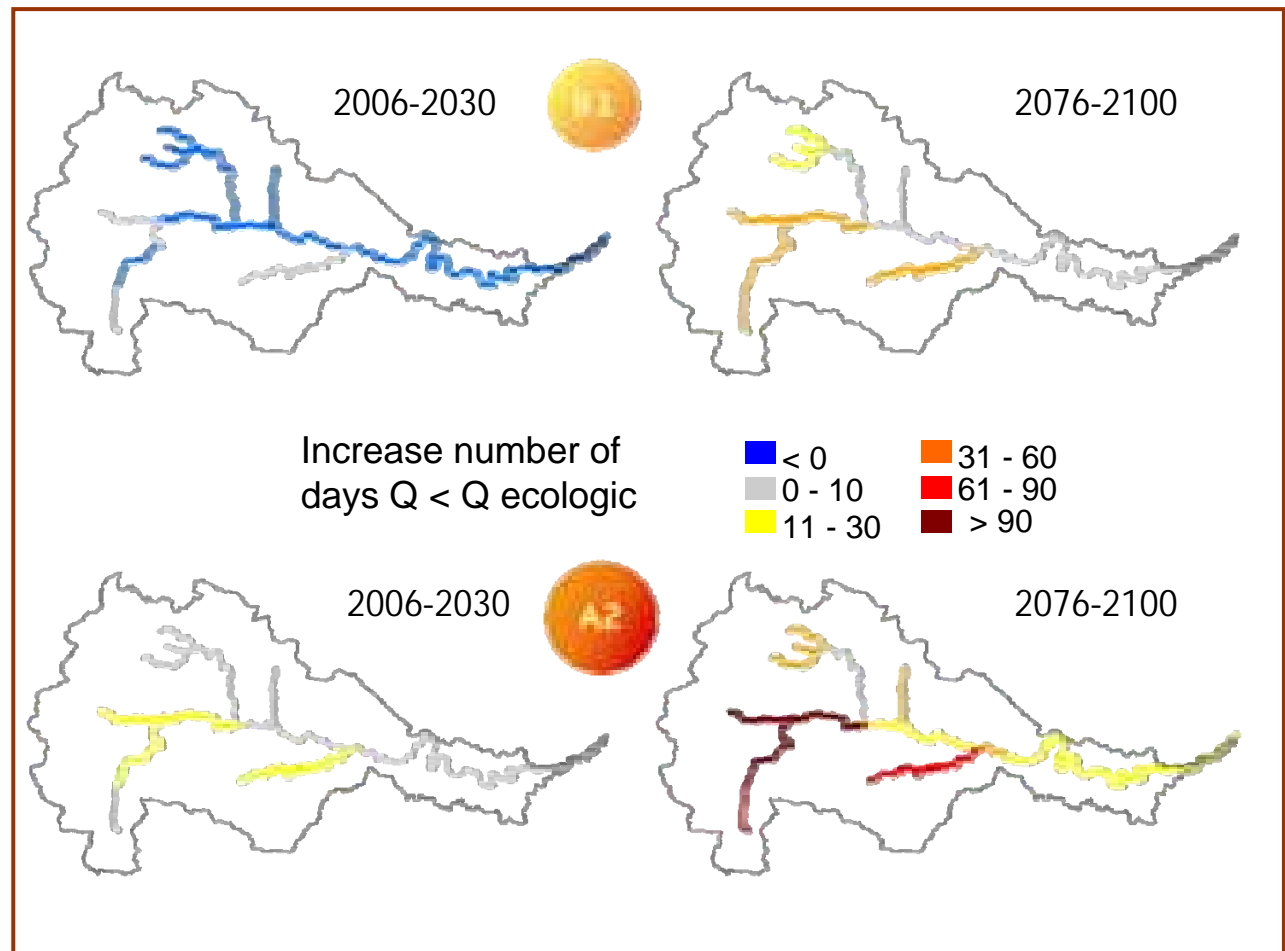 2006-2030
B1
2076-2100
Increase number of
days Q < Q ecologic
< 0
31 - 60
0 - 10
61 - 90
11 - 30
> 90
2006-2030
A2
2076-2100